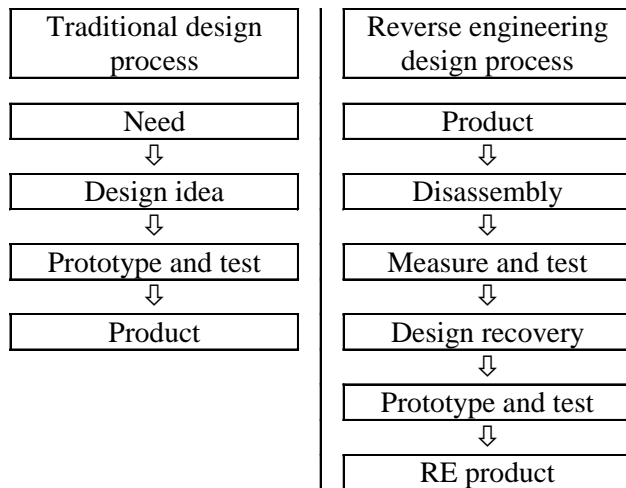 Traditional design
process
Need
⇩
Design idea
⇩
Prototype and test
⇩
Product
Reverse engineering
design process
Product
⇩
Disassembly
⇩
Measure and test
⇩
Design recovery
⇩
Prototype and test
⇩
RE product